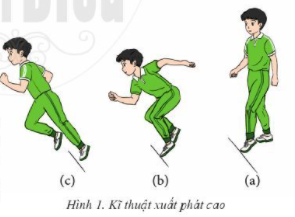 (c) (b) (a)
Hình 1. Kĩ thuật xuất phát cao